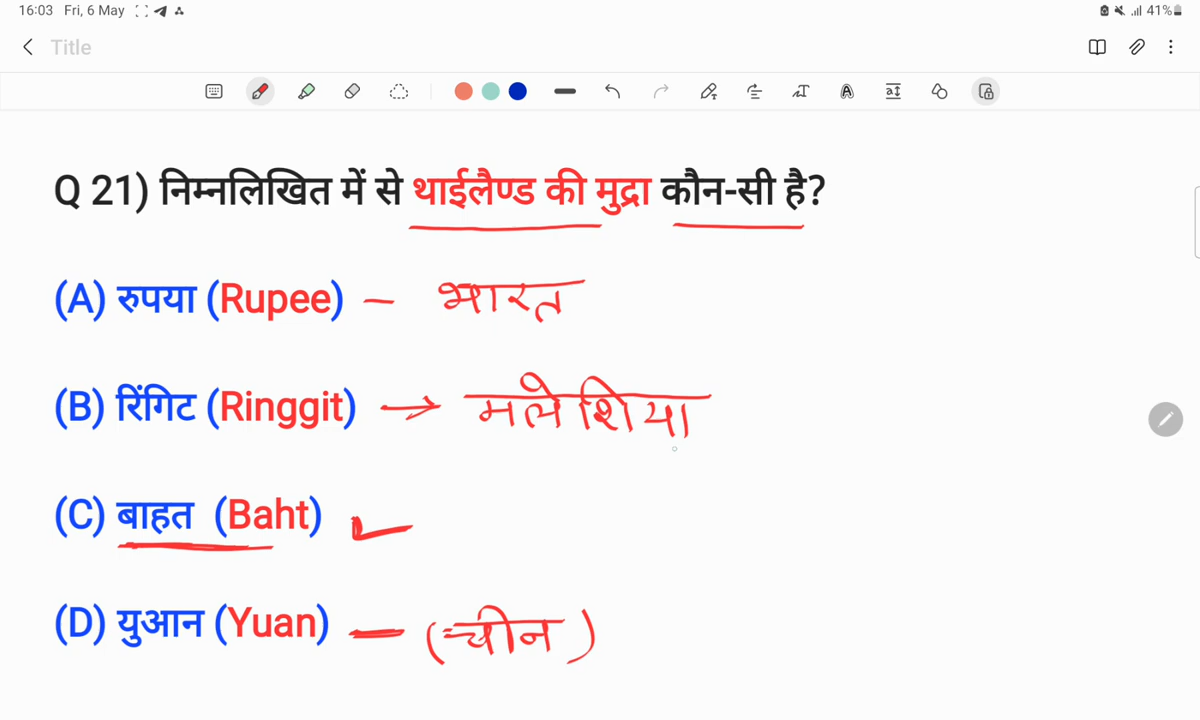 16:03 Fri, 6 May 41%
Title
Q 21) निम्नलिखित में से थाईलैण्ड की मुद्रा कौन-सी है?
(A) रुपया (Rupee) – भारत
(B) रिंगिट (Ringgit) → मलेशिया
(C) बाहत (Baht) ✓
(D) युआन (Yuan) – (चीन)